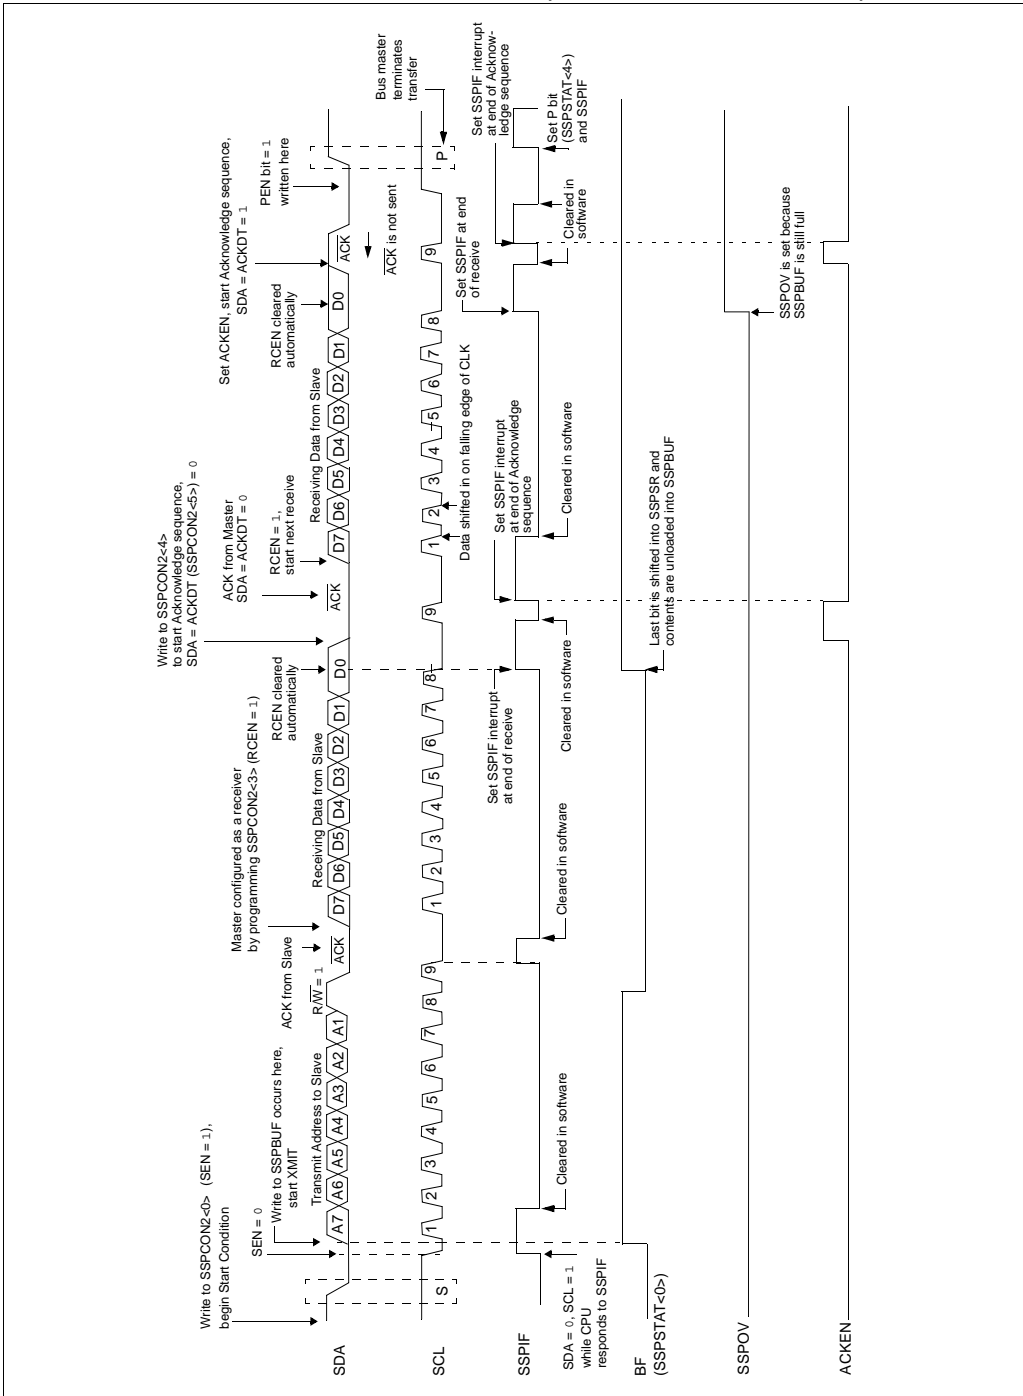 Write to SSPCON2<0> (SEN = 1),
begin Start Condition
SEN = 0
Write to SSPBUF occurs here,
start XMIT
Transmit Address to Slave
R/W = 1
ACK from Slave
Master configured as a receiver
by programming SSPCON2<3> (RCEN = 1)
Receiving Data from Slave
RCEN cleared
automatically
Write to SSPCON2<4>
to start Acknowledge sequence,
SDA = ACKDT (SSPCON2<5>) = 0
ACK from Master
SDA = ACKDT = 0
RCEN = 1,
start next receive
Receiving Data from Slave
RCEN cleared
automatically
Set ACKEN, start Acknowledge sequence,
SDA = ACKDT = 1
PEN bit = 1
written here
SDA
A7 A6 A5 A4 A3 A2 A1
ACK
D7 D6 D5 D4 D3 D2 D1 D0
ACK
D7 D6 D5 D4 D3 D2 D1 D0
ACK
ACK is not sent
Bus master
terminates
transfer
SCL
S
1 2 3 4 5 6 7 8 9
1 2 3 4 5 6 7 8 9
1 2 3 4 5 6 7 8 9
P
Data shifted in on falling edge of CLK
Set SSPIF interrupt
at end of receive
Set SSPIF interrupt
at end of Acknowledge
sequence
Set SSPIF at end
of receive
Set SSPIF interrupt
at end of Acknow-
ledge sequence
SSPIF
SDA = 0, SCL = 1
while CPU
responds to SSPIF
Cleared in software
Cleared in software
Cleared in software
Cleared in software
Cleared in
software
Set P bit
(SSPSTAT<4>)
and SSPIF
BF
(SSPSTAT<0>)
Last bit is shifted into SSPSR and
contents are unloaded into SSPBUF
SSPOV
SSPOV is set because
SSPBUF is still full
ACKEN